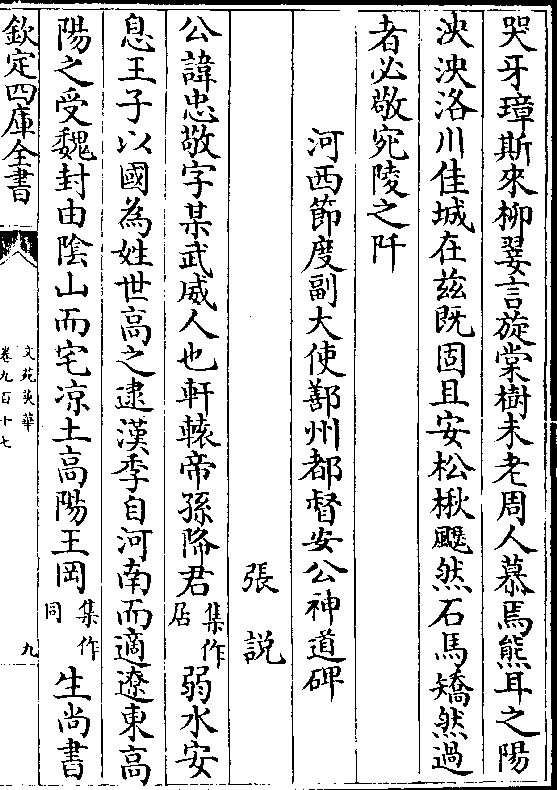 哭牙璋斯來柳翣言旋棠樹未老周人慕焉熊耳之陽
泱泱洛川佳城在兹既固且安松楸飋然石馬矯然過
者必敬宛陵之阡
河西節度副大使鄯州都督安公神道碑
張説
公諱忠敬字某武威人也軒轅帝孫降君集作居弱水安
息王子以國為姓世高之逮漢季自河南而適遼東高
陽之受魏封由陰山而宅凉土高陽王岡集作同生尚書
欽定四庫全書
文苑英華
卷九百十七
九